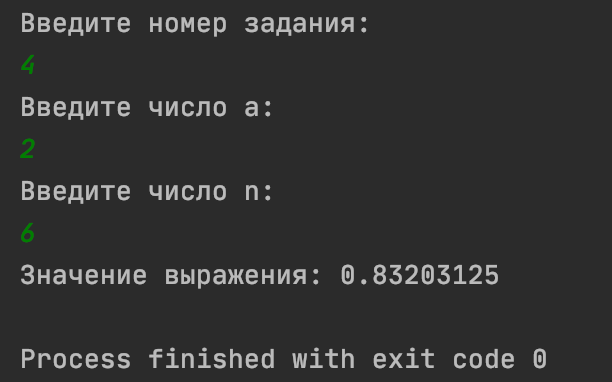 Введите номер задания:
4
Введите число a:
2
Введите число n:
6
Значение выражения: 0.83203125
Process finished with exit code 0